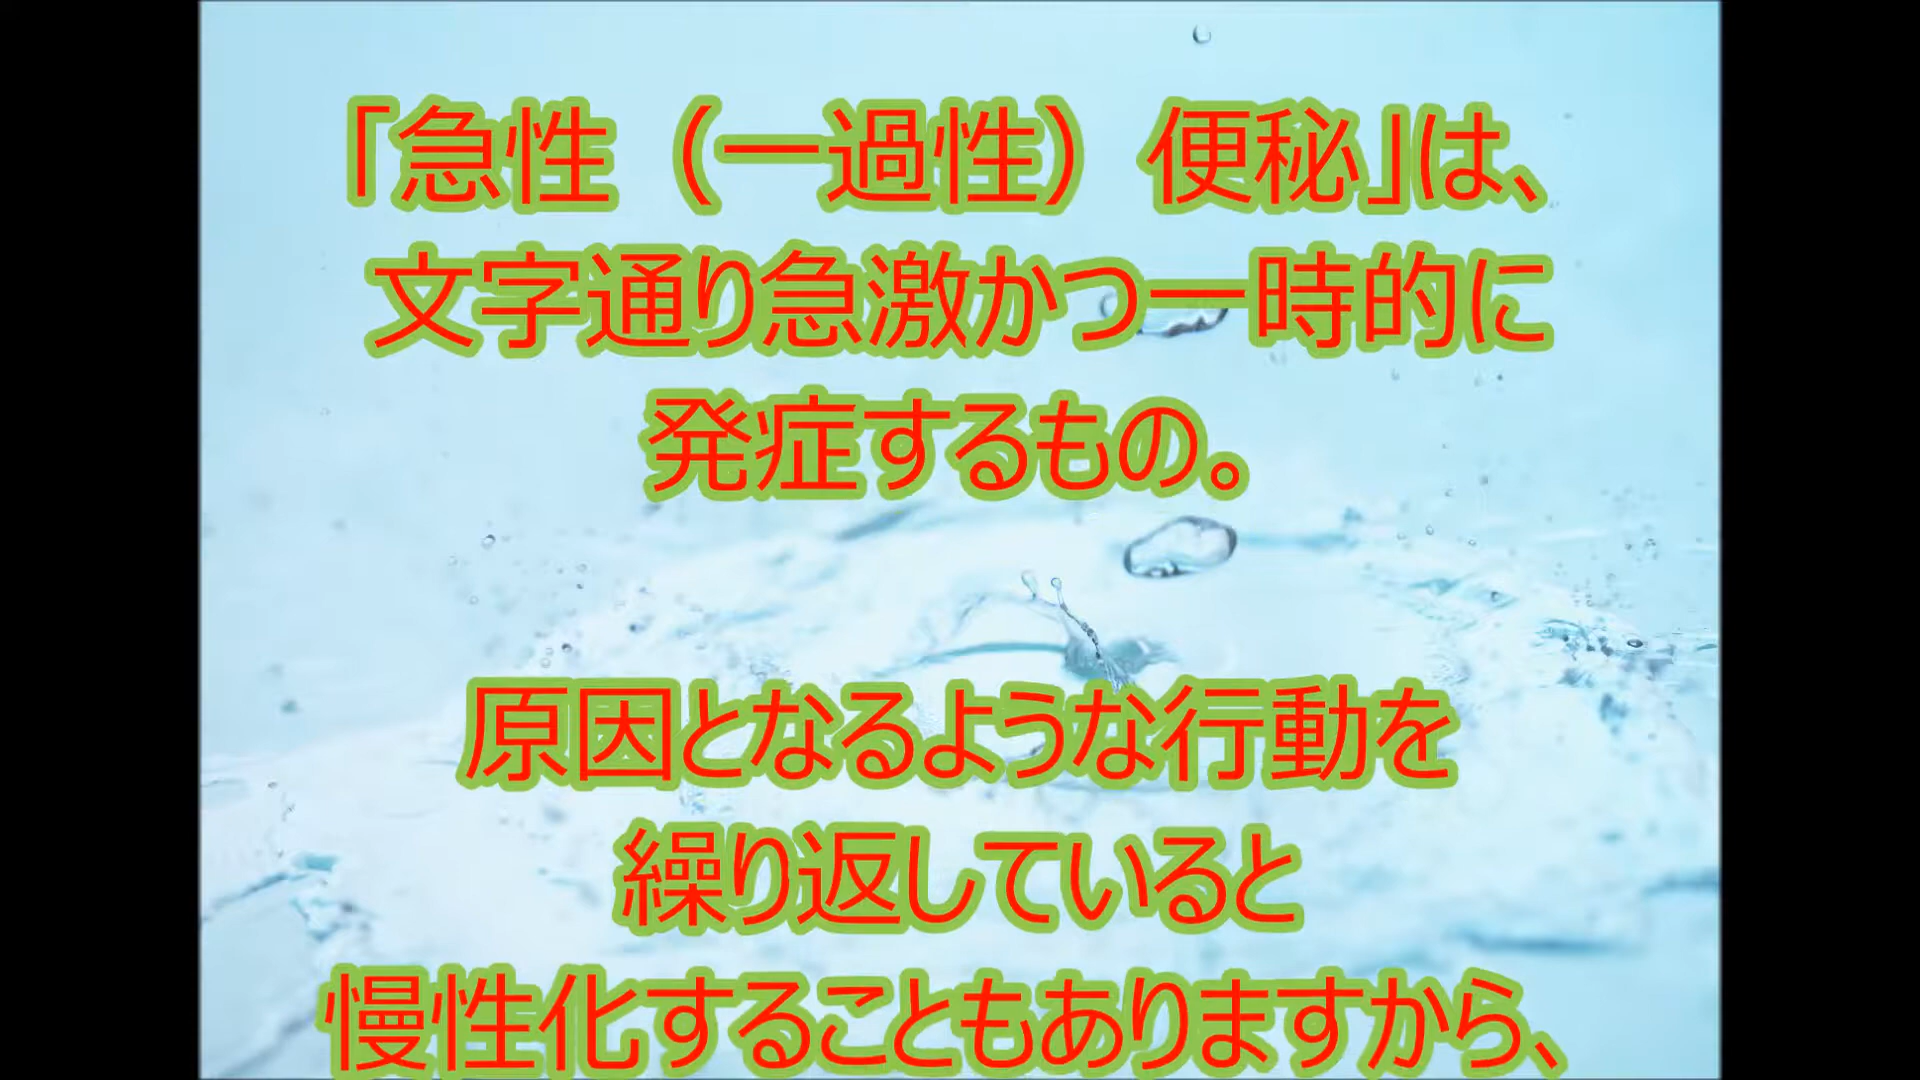 「急性（一過性）便秘」は、
文字通り急激かつ一時的に
発症するもの。
原因となるような行動を
繰り返していると
慢性化することもありますから、